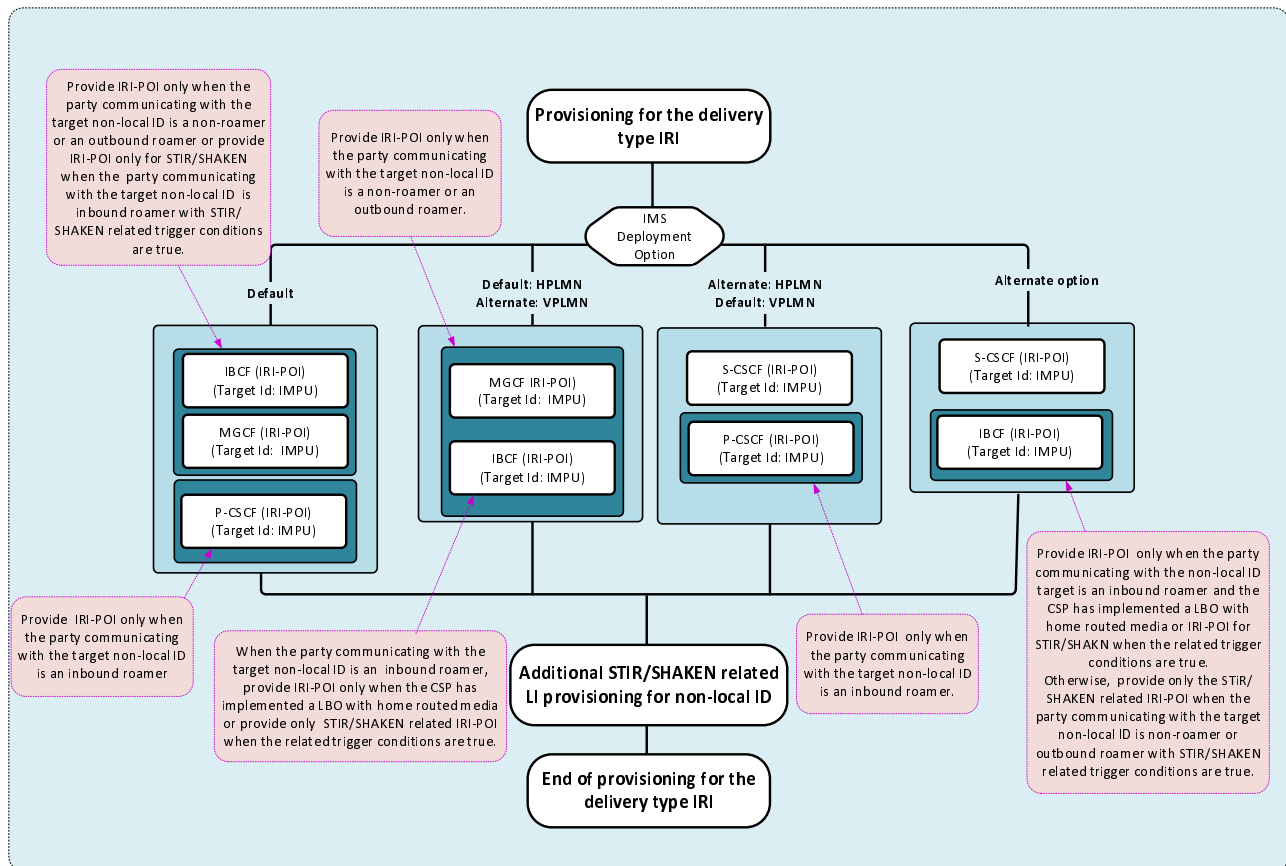 Provide IRI-POI only when the
party communicating with the
target non-local ID is a non-roamer
or an outbound roamer or provide
IRI-POI only for STIR/SHAKEN
when the party communicating
with the target non-local ID is
inbound roamer with STIR/
SHAKEN related trigger conditions
are true.
Provide IRI-POI only when
the party communicating
with the target non-local ID
is a non-roamer or an
outbound roamer.
Provisioning for the delivery
type IRI
IMS
Deployment
Option
Default
Default: HPLMN
Alternate: VPLMN
Alternate: HPLMN
Default: VPLMN
Alternate option
IBCF (IRI-POI)
(Target Id: IMPU)
MGCF (IRI-POI)
(Target Id: IMPU)
P-CSCF (IRI-POI)
(Target Id: IMPU)
MGCF IRI-POI)
(Target Id: IMPU)
IBCF (IRI-POI)
(Target Id: IMPU)
S-CSCF (IRI-POI)
(Target Id: IMPU)
P-CSCF (IRI-POI)
(Target Id: IMPU)
S-CSCF (IRI-POI)
(Target Id: IMPU)
IBCF (IRI-POI)
(Target Id: IMPU)
Provide IRI-POI only when
the party communicating
with the target non-local ID
is an inbound roamer
When the party communicating with the
target non-local ID is an inbound roamer,
provide IRI-POI only when the CSP has
implemented a LBO with home routed media
or provide only STIR/SHAKEN related IRI-POI
when the related trigger conditions are true.
Provide IRI-POI only when
the party communicating
with the target non-local ID
is an inbound roamer.
Provide IRI-POI only when the party
communicating with the non-local ID
target is an inbound roamer and the
CSP has implemented a LBO with
home routed media or IRI-POI for
STIR/SHAKN when the related trigger
conditions are true.
Otherwise, provide only the STiR/
SHAKEN related IRI-POI when the
party communicating with the target
non-local ID is non-roamer or
outbound roamer with STIR/SHAKEN
related trigger conditions are true.
Additional STIR/SHAKEN related
LI provisioning for non-local ID
End of provisioning for the
delivery type IRI